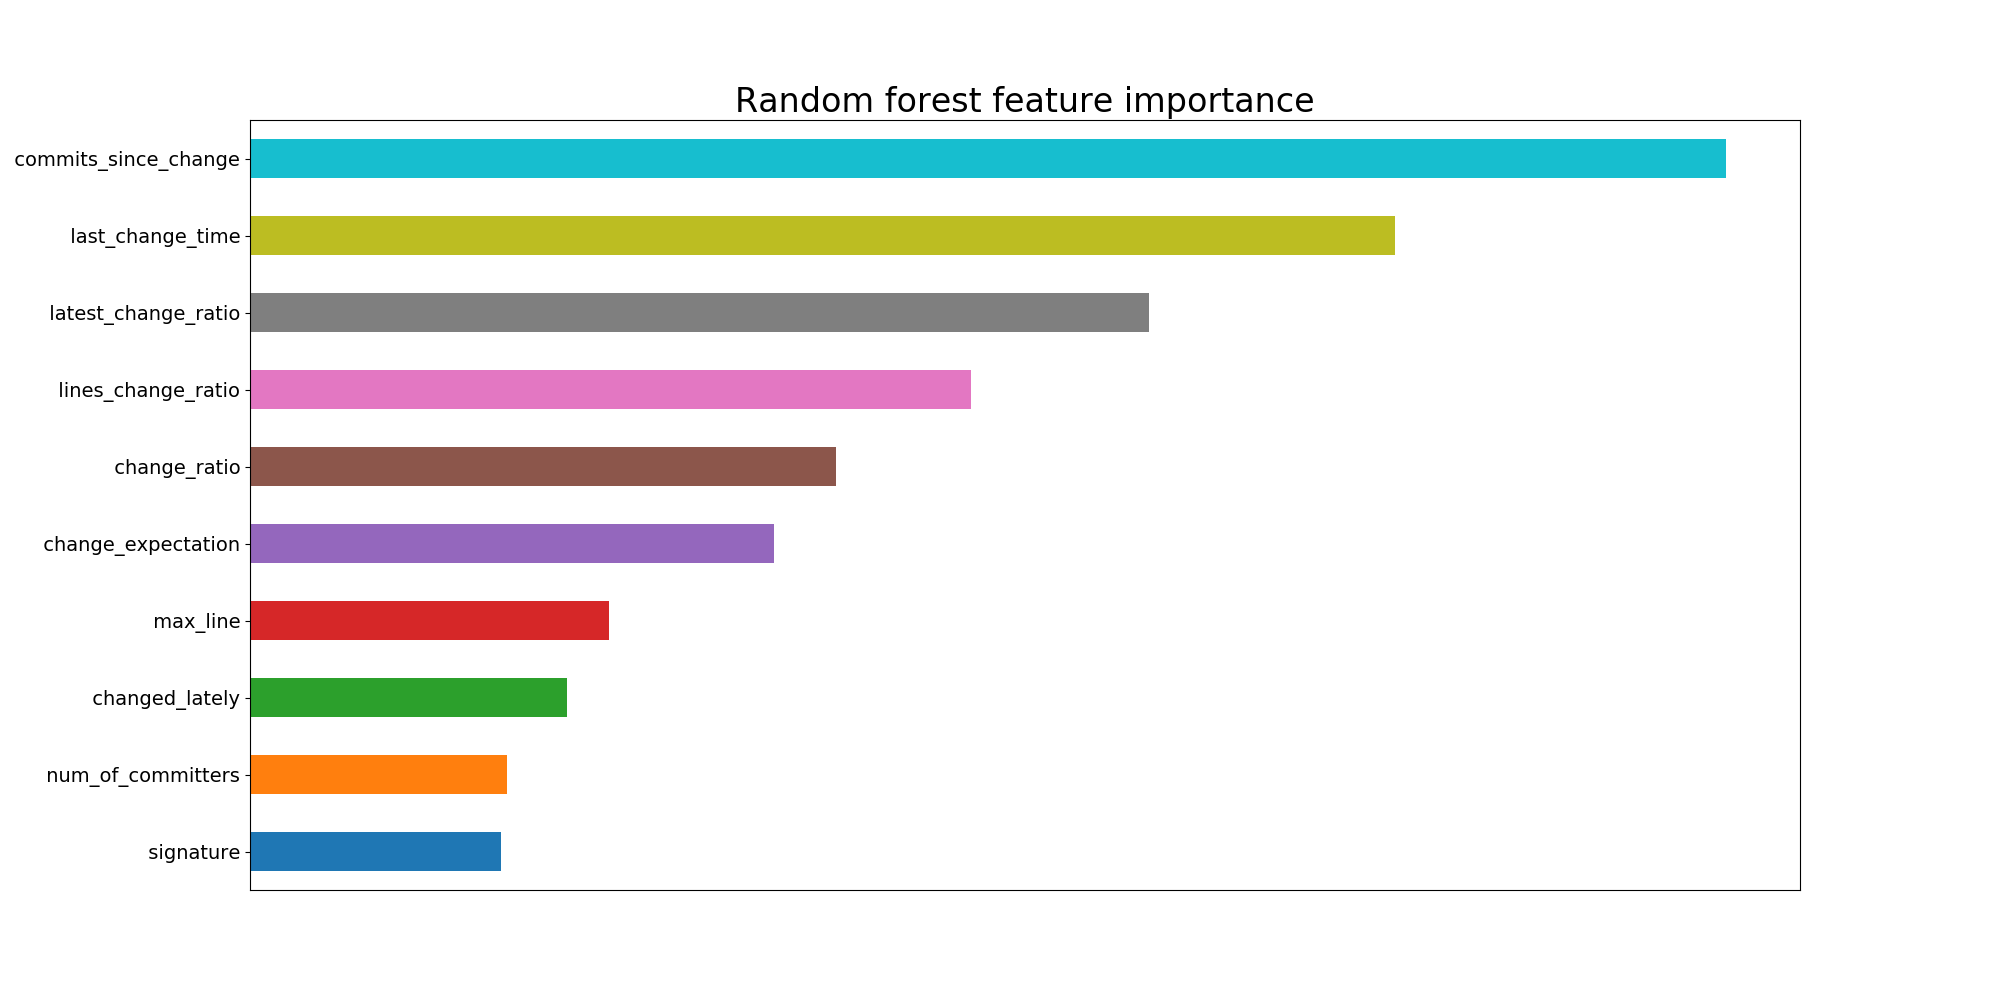 Random forest feature importance
commits_since_change
last_change_time
latest_change_ratio
lines_change_ratio
change_ratio
change_expectation
max_line
changed_lately
num_of_committers
signature